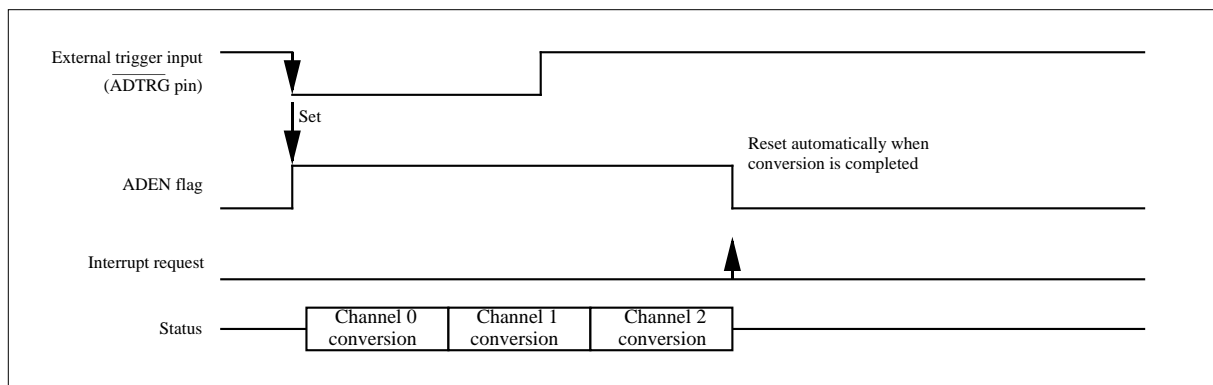 External trigger input
(ADTRG pin)
Set
Reset automatically when
conversion is completed
ADEN flag
Interrupt request
Status
Channel 0
conversion
Channel 1
conversion
Channel 2
conversion